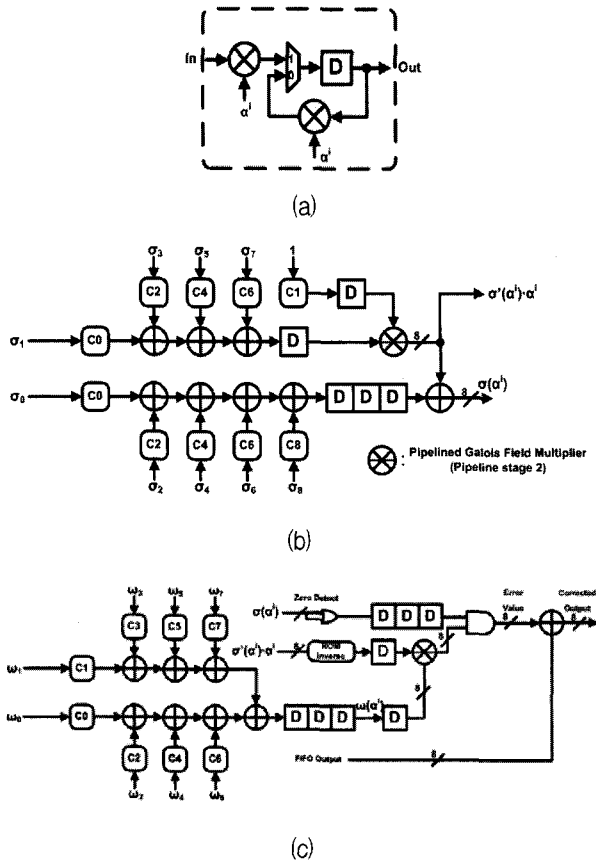 In
1
0
D
Out
α^i
α^i
(a)
σ3 σ5 σ7 1
C2 C4 C6 C1 D
σ'(α^i)·α^i
σ1 C0 D 8
σ0 C0 D D D 8 σ(α^i)
C2 C4 C6 C8
σ2 σ4 σ6 σ8
: Pipelined Galois Field Multiplier
(Pipeline stage 2)
(b)
ω3 ω5 ω7
C3 C5 C7
σ(α^i) Zero Detect D D D
Error Value 8
Corrected Output 8
σ'(α^i)·α^i 8 ROM Inverse D 8
ω1 C1
8
ω0 C0 D D D ω(α^i) D
C2 C4 C6
ω2 ω4 ω6
FIFO Output 8
(c)